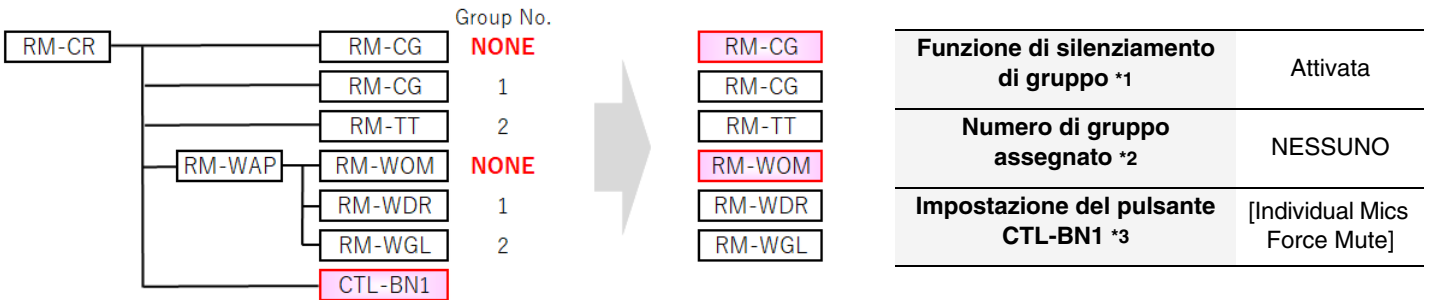 Group No.
RM-CR
RM-CG NONE
RM-CG 1
RM-TT 2
RM-WAP RM-WOM NONE
RM-WDR 1
RM-WGL 2
CTL-BN1
RM-CG
RM-CG
RM-TT
RM-WOM
RM-WDR
RM-WGL
Funzione di silenziamento
di gruppo *1
Attivata
Numero di gruppo
assegnato *2
NESSUNO
Impostazione del pulsante
CTL-BN1 *3
[Individual Mics
Force Mute]